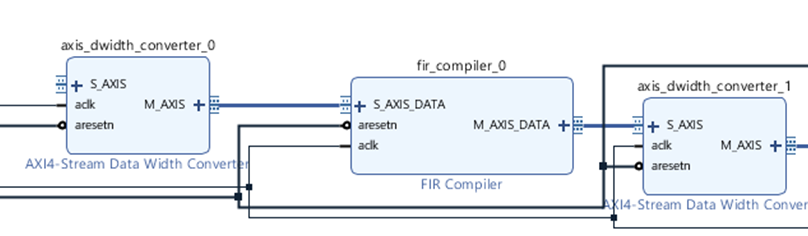 axis_dwidth_converter_0
S_AXIS
aclk
M_AXIS
aresetn
AXI4-Stream Data Width Converter
fir_compiler_0
S_AXIS_DATA
aresetn
M_AXIS_DATA
aclk
FIR Compiler
axis_dwidth_converter_1
S_AXIS
aclk
M_AXIS
aresetn
AXI4-Stream Data Width Conver